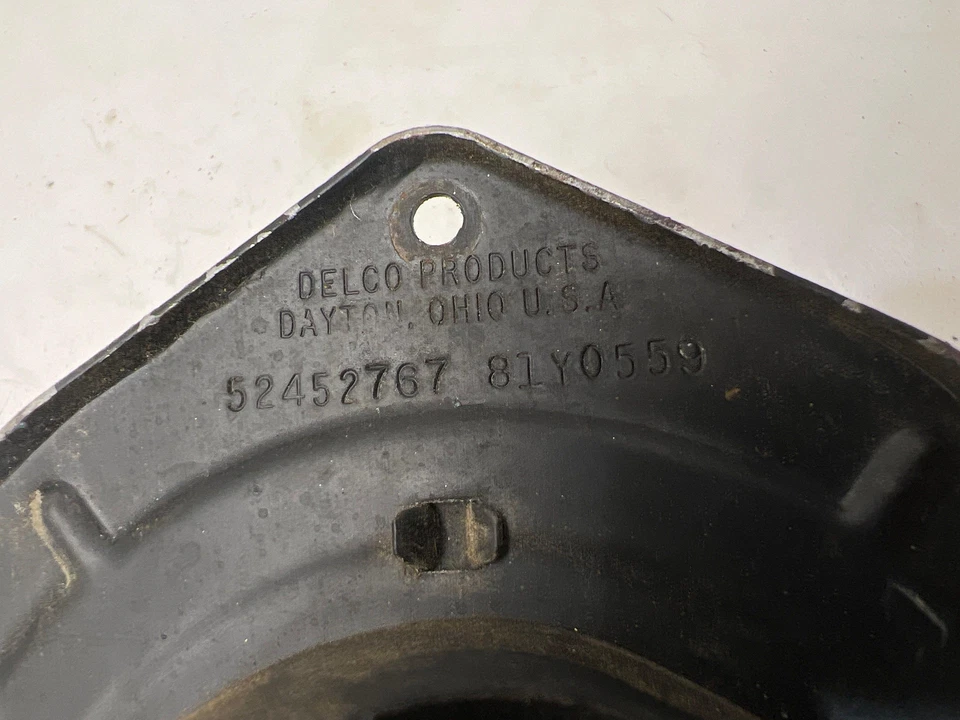 DELCO PRODUCTS
DAYTON, OHIO U.S.A
52452767 81Y0559